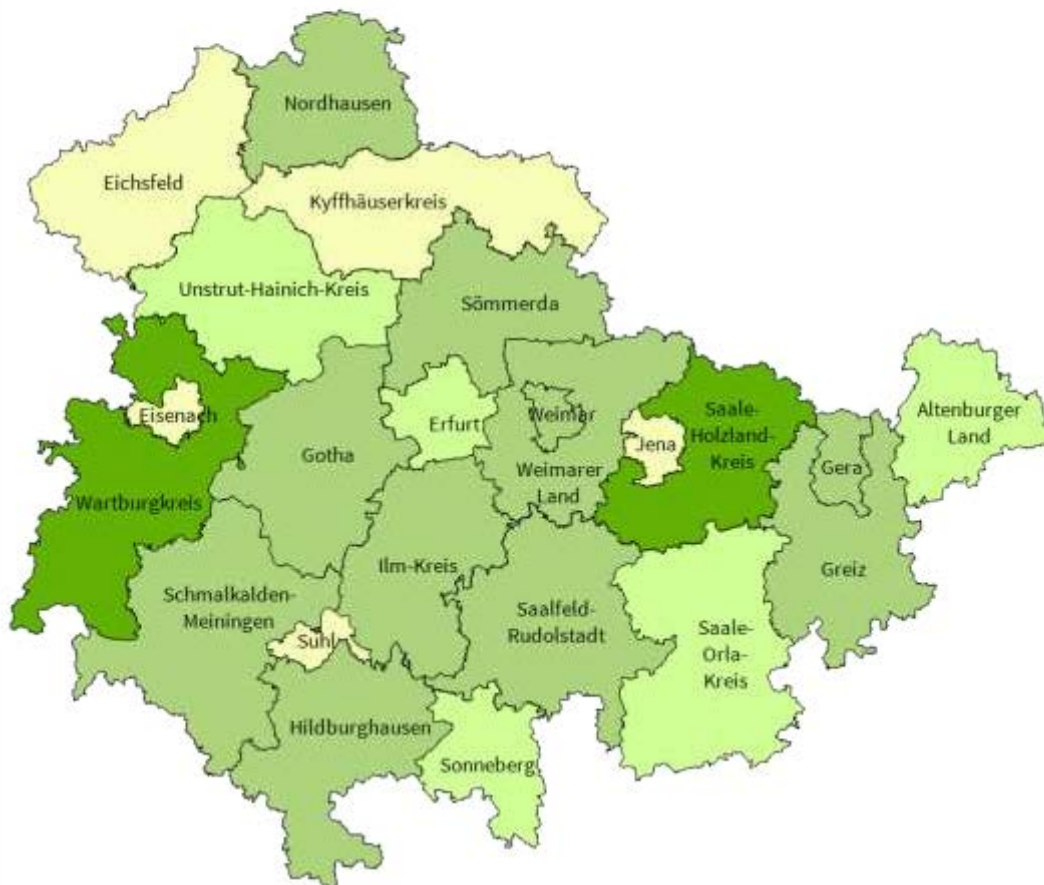 Nordhausen
Eichsfeld
Kyffhäuserkreis
Unstrut-Hainich-Kreis
Sömmerda
Eisenach
Gotha
Erfurt
Weimar
Weimarer
Land
Jena
Saale-
Holzland-
Kreis
Altenburger
Land
Gera
Wartburgkreis
Ilm-Kreis
Greiz
Schmalkalden-
Meiningen
Saalfeld-
Rudolstadt
Suhl
Saale-
Orla-
Kreis
Hildburghausen
Sonneberg